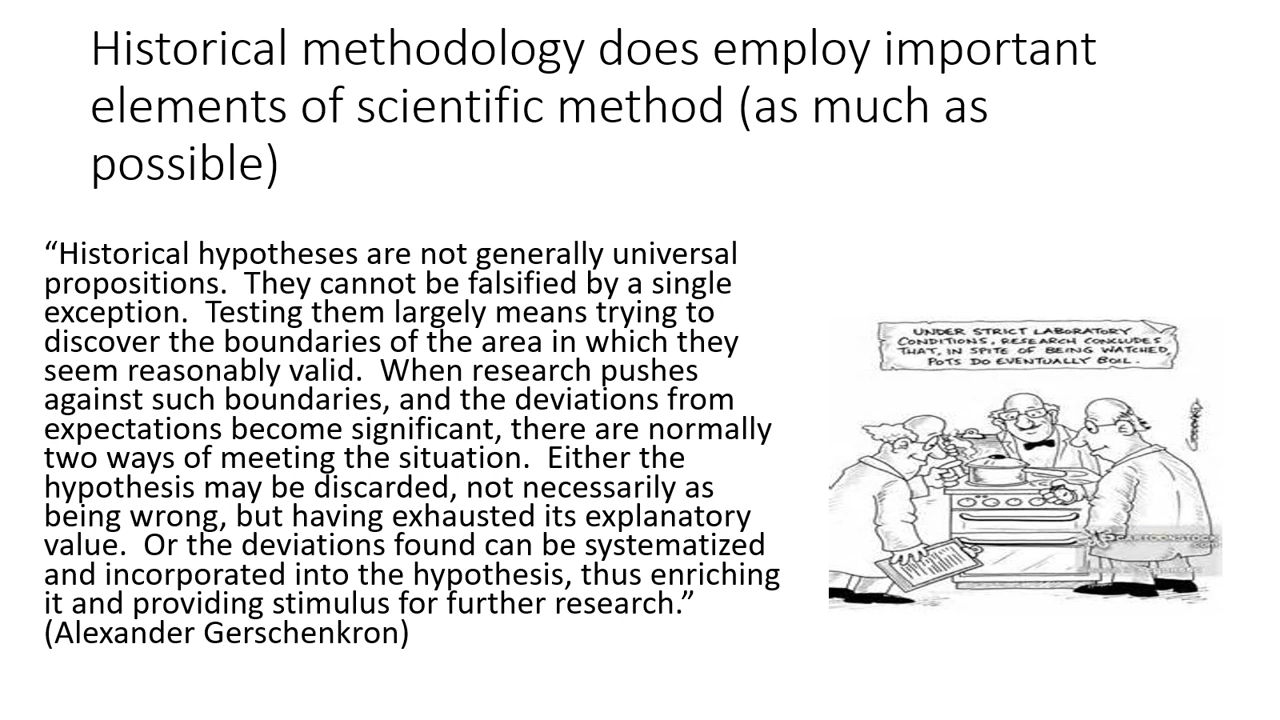 Historical methodology does employ important
elements of scientific method (as much as
possible)
“Historical hypotheses are not generally universal
propositions.  They cannot be falsified by a single
exception.  Testing them largely means trying to
discover the boundaries of the area in which they
seem reasonably valid.  When research pushes
against such boundaries, and the deviations from
expectations become significant, there are normally
two ways of meeting the situation.  Either the
hypothesis may be discarded, not necessarily as
being wrong, but having exhausted its explanatory
value.  Or the deviations found can be systematized
and incorporated into the hypothesis, thus enriching
it and providing stimulus for further research.”
(Alexander Gerschenkron)
UNDER STRICT LABORATORY
CONDITIONS, RESEARCH CONCLUDES
THAT, IN SPITE OF BEING WATCHED,
POTS DO EVENTUALLY BOIL.
CARTOONSTOCK
.com